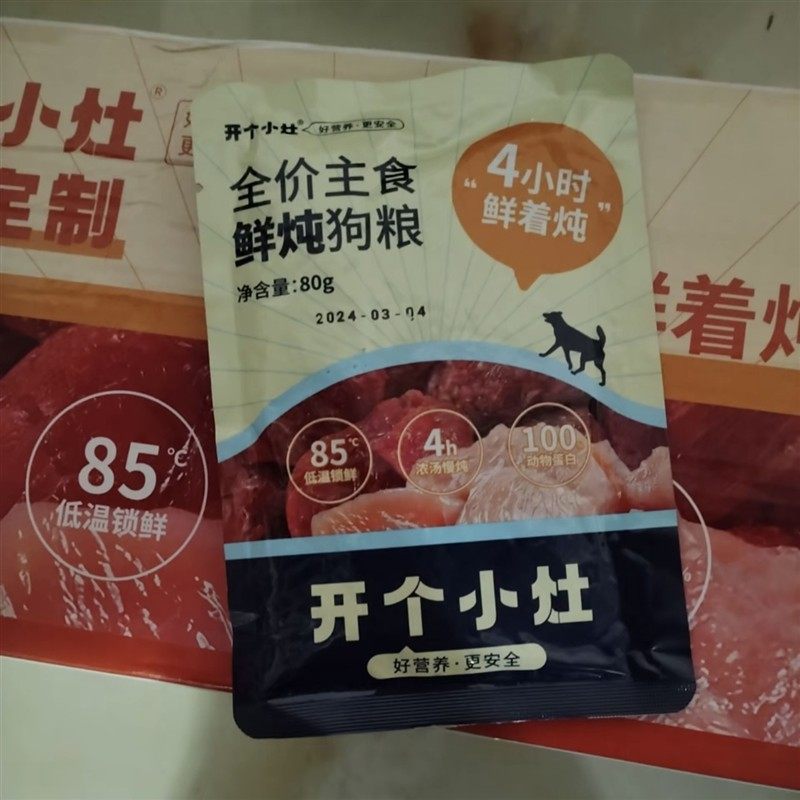 小灶®
定制
开个小灶® 好营养·更安全
全价主食
鲜炖狗粮
净含量:80g
2024-03-04
“4小时
鲜着炖”
85℃
低温锁鲜
4h
浓汤慢炖
100
动物蛋白
开个小灶
好营养·更安全
85℃
低温锁鲜
着炖